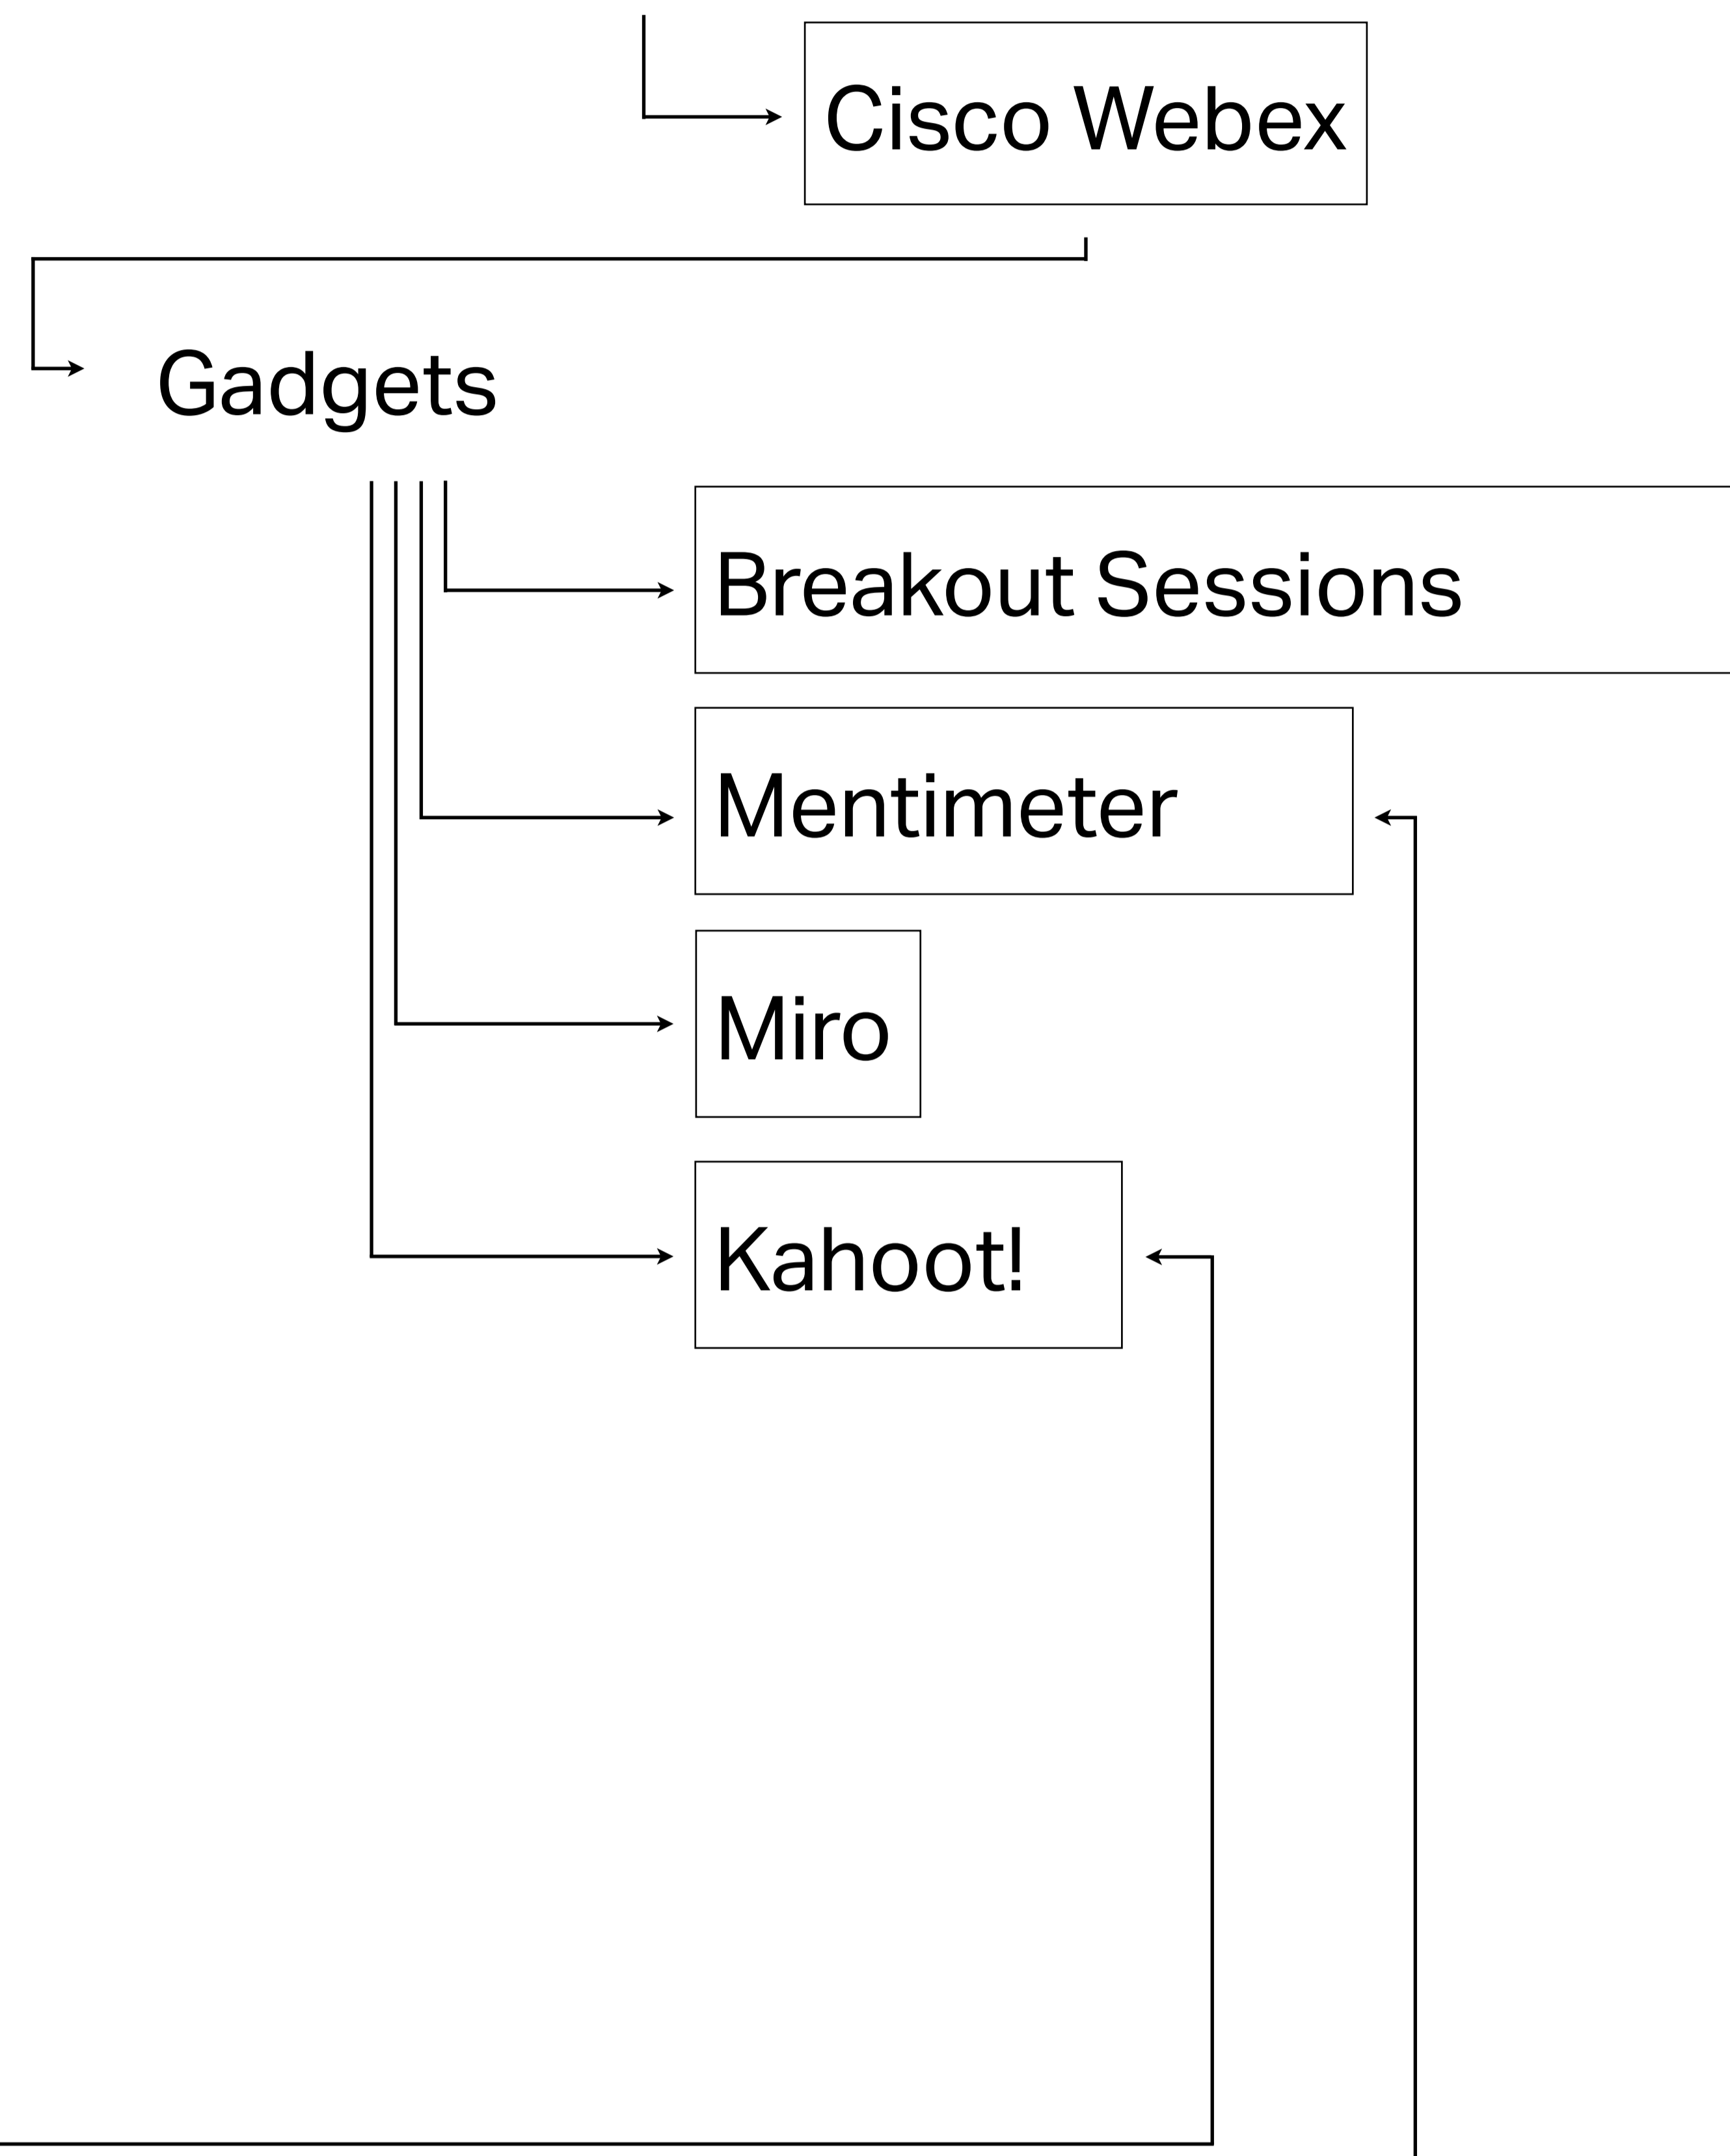 Cisco Webex
Gadgets
Breakout Sessions
Mentimeter
Miro
Kahoot!